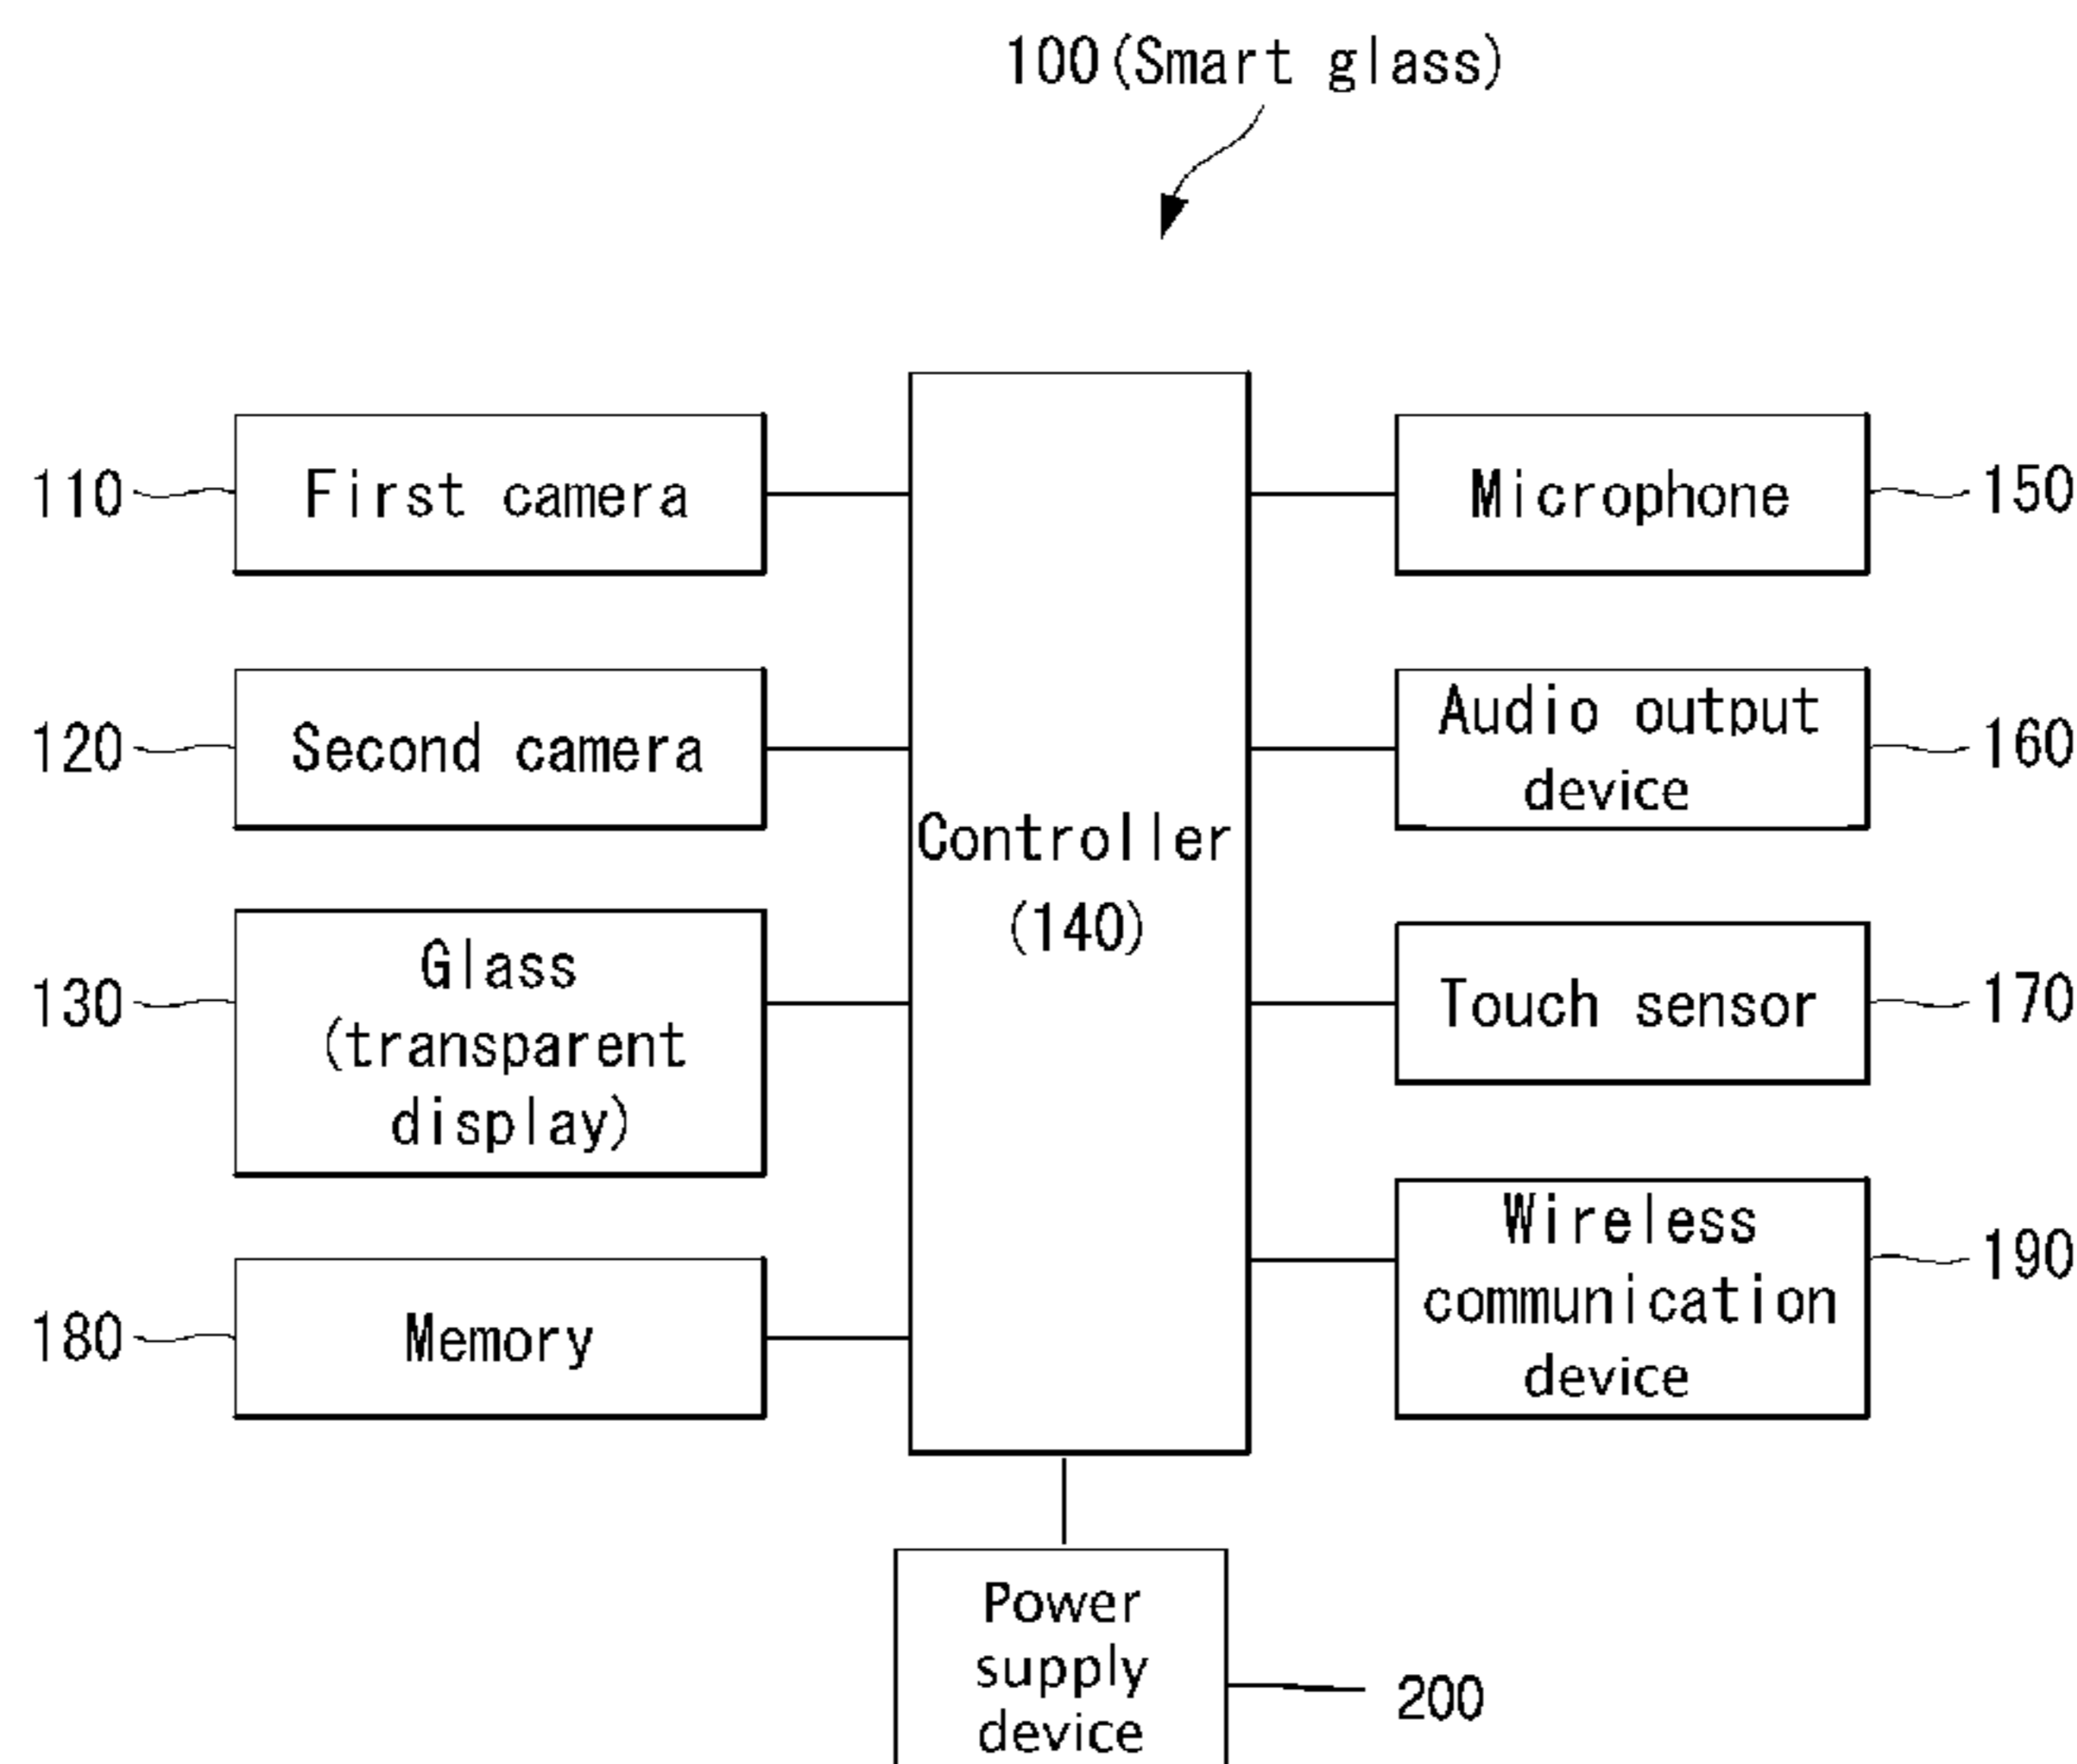 100(Smart glass)
110
First camera
Microphone
150
120
Second camera
Audio output
device
160
Controller
(140)
130
Glass
(transparent
display)
Touch sensor
170
180
Memory
Wireless
communication
device
190
Power
supply
device
200